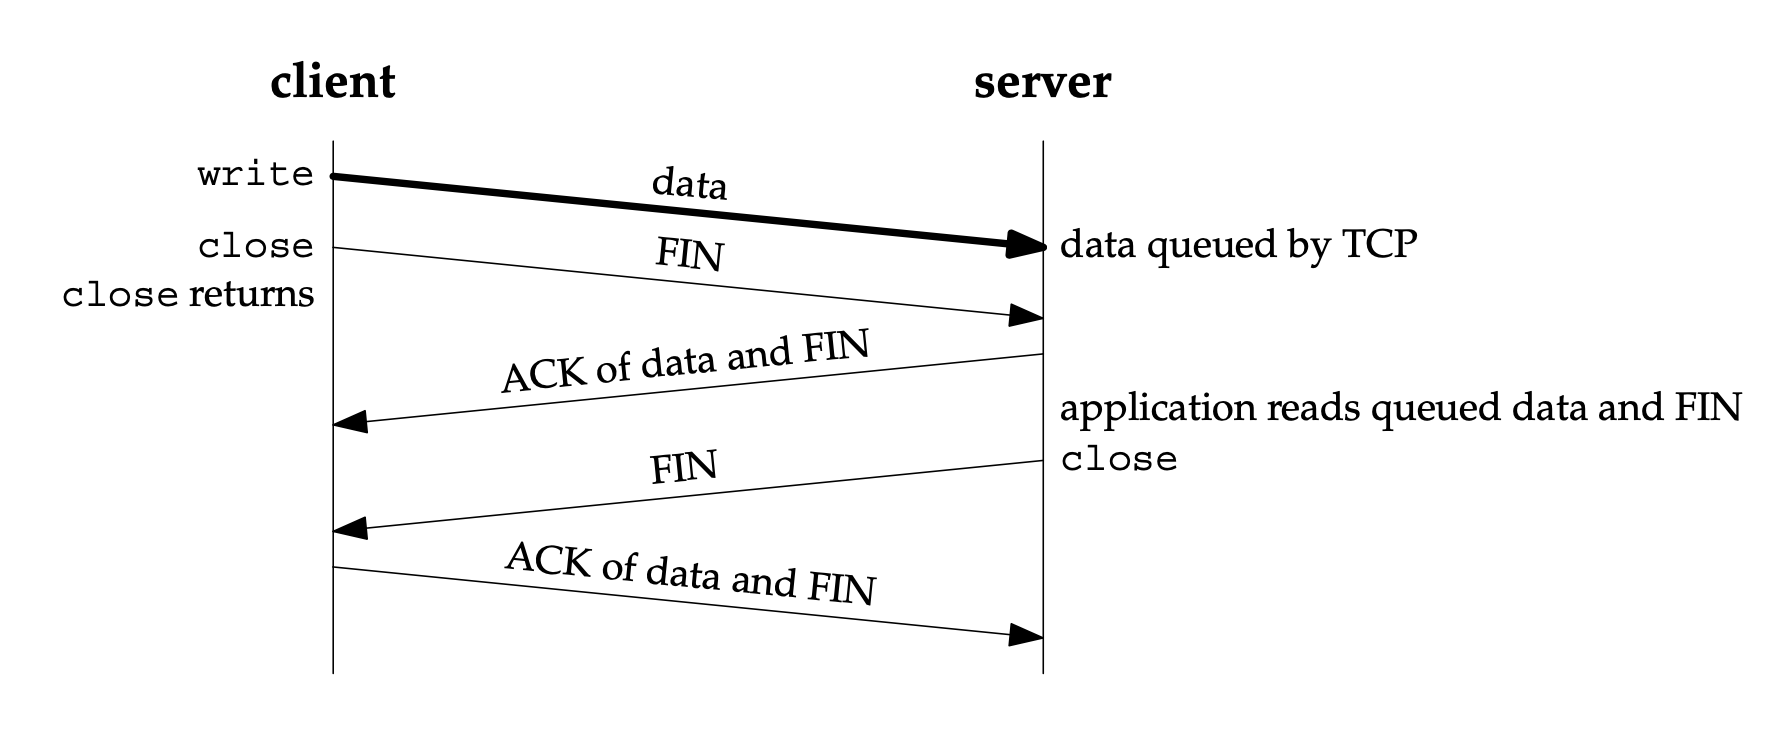 client
server
write
data
close
FIN
data queued by TCP
close returns
ACK of data and FIN
application reads queued data and FIN
close
FIN
ACK of data and FIN